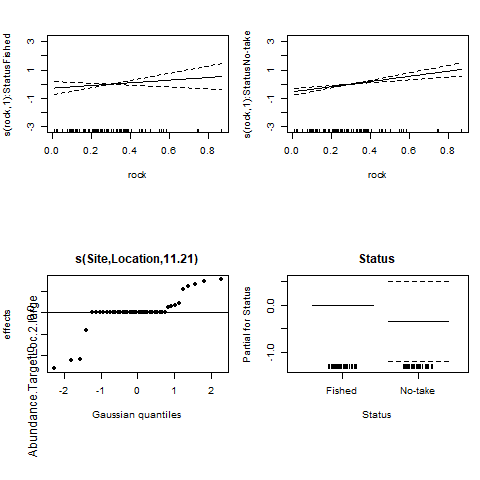 s(rock,1):StatusFished
3
1
-1
-3
0.0 0.2 0.4 0.6 0.8
rock
s(rock,1):StatusNo-take
3
1
-1
-3
0.0 0.2 0.4 0.6 0.8
rock
s(Site,Location,11.21)
effects
Abundance.TargetLoc.2.large
-2 -1 0 1 2
Gaussian quantiles
Status
Partial for Status
0.0
-1.0
Fished No-take
Status